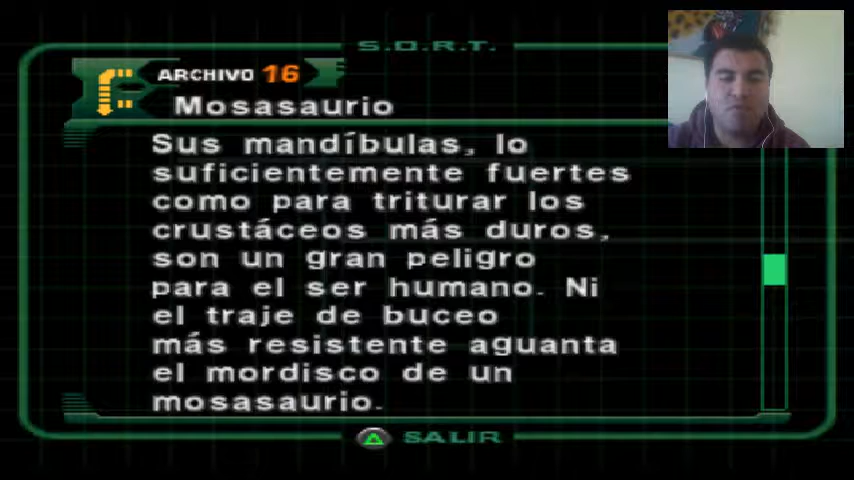 S.O.R.T.
ARCHIVO 16
Mosasaurio
Sus mandíbulas, lo
suficientemente fuertes
como para triturar los
crustáceos más duros,
son un gran peligro
para el ser humano. Ni
el traje de buceo
más resistente aguanta
el mordisco de un
mosasaurio.
SALIR